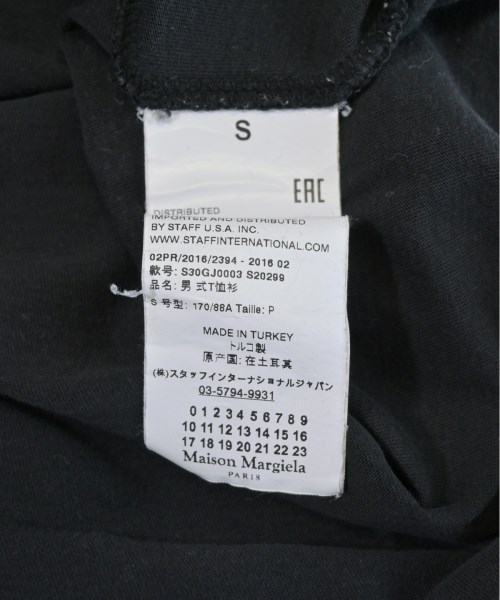 S
EAC
DISTRIBUTED
IMPORTED AND DISTRIBUTED
BY STAFF U.S.A. INC.
WWW.STAFFINTERNATIONAL.COM
02PR/2016/2394 - 2016 02
款号: S30GJ0003 S20299
品名: 男 式T恤衫
S 号型: 170/88A Taille: P
MADE IN TURKEY
トルコ製
原产国: 在土耳其
(株)スタッフインターナショナルジャパン
03-5794-9931
0 1 2 3 4 5 6 7 8 9
10 11 12 13 14 15 16
17 18 19 20 21 22 23
Maison Margiela
PARIS